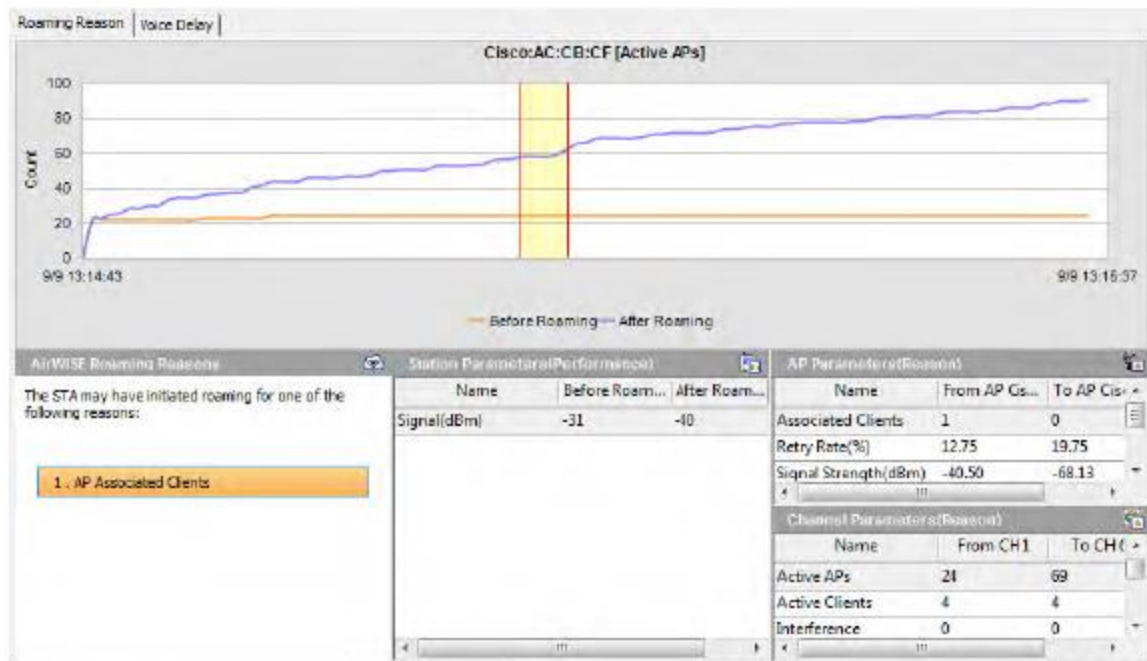 Roaming Reason Voice Delay
Cisco:AC:CB:CF [Active APs]
100
80
60
40
20
0
Count
9/9 13:14:43 9/9 13:16:37
Before Roaming After Roaming
AirWISE Roaming Reasons
The STA may have initiated roaming for one of the
following reasons:
1 . AP Associated Clients
Station Parameters(Performance)
Name Before Roam... After Roam...
Signal(dBm) -31 -40
AP Parameters(Reason)
Name From AP Cis... To AP Cis
Associated Clients 1 0
Retry Rate(%) 12.75 19.75
Signal Strength(dBm) -40.50 -68.13
Channel Parameters(Reason)
Name From CH1 To CH
Active APs 69
Active Clients 4 4
Interference 0 0